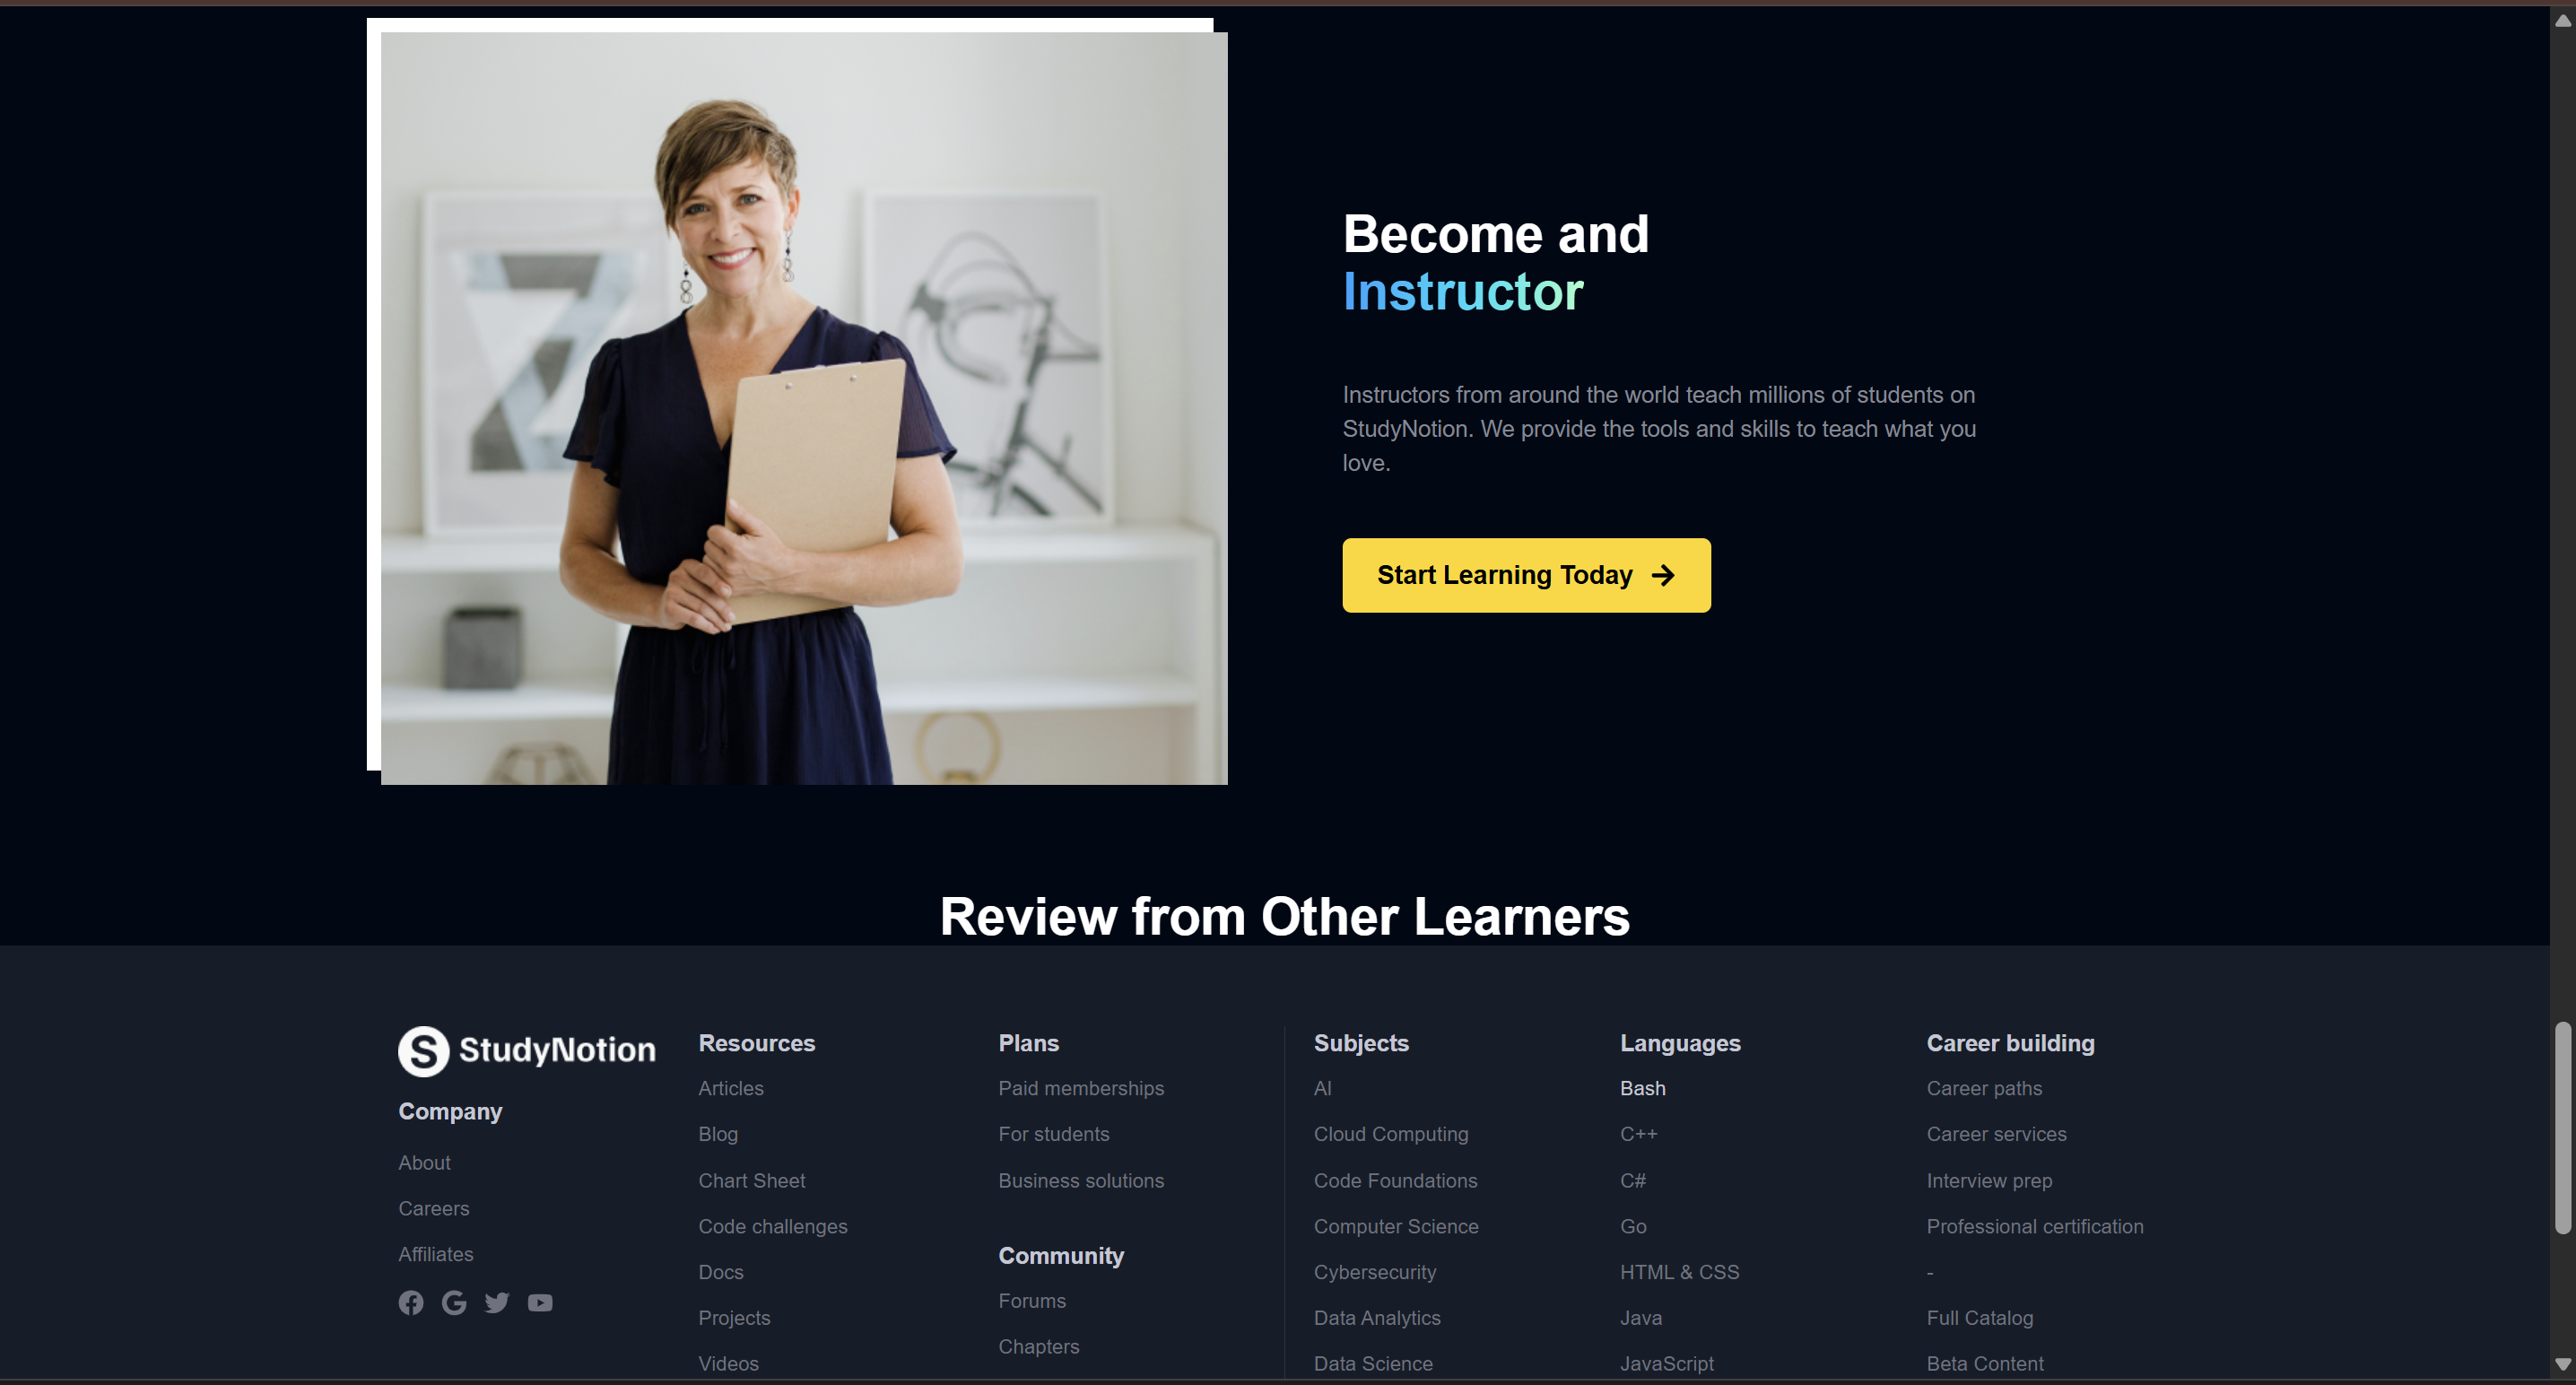 Become and
Instructor
Instructors from around the world teach millions of students on
StudyNotion. We provide the tools and skills to teach what you
love.
Start Learning Today
Review from Other Learners
S StudyNotion
Company
About
Careers
Affiliates
Resources
Articles
Blog
Chart Sheet
Code challenges
Docs
Projects
Videos
Plans
Paid memberships
For students
Business solutions
Community
Forums
Chapters
Subjects
AI
Cloud Computing
Code Foundations
Computer Science
Cybersecurity
Data Analytics
Data Science
Languages
Bash
C++
C#
Go
HTML & CSS
Java
JavaScript
Career building
Career paths
Career services
Interview prep
Professional certification
-
Full Catalog
Beta Content